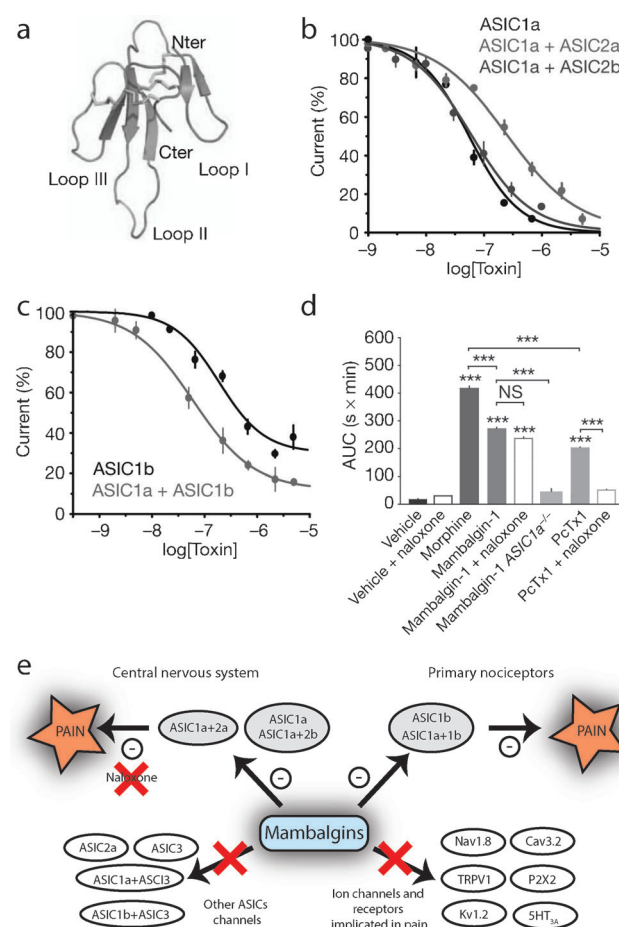 a
Nter
Cter
Loop III
Loop I
Loop II
b
ASIC1a
ASIC1a + ASIC2a
ASIC1a + ASIC2b
Current (%)
100
80
60
40
20
0
-9
-8
-7
-6
-5
log[Toxin]
c
Current (%)
100
80
60
40
20
0
ASIC1b
ASIC1a + ASIC1b
-9
-8
-7
-6
-5
log[Toxin]
d
AUC (s × min)
600
500
400
300
200
100
0
***
***
***
***
***
NS
***
***
***
***
Vehicle
Vehicle + naloxone
Morphine
Mambalgin-1
Mambalgin-1 + naloxone
Mambalgin-1 ASIC1a-/-
PcTx1
PcTx1 + naloxone
e
Central nervous system
Primary nociceptors
PAIN
ASIC1a+2a
ASIC1a
ASIC1a+2b
ASIC1b
ASIC1a+1b
PAIN
-
-
-
-
Naloxone
Mambalgins
ASIC2a
ASIC3
ASIC1a+ASCI3
ASIC1b+ASIC3
Other ASICs
channels
Ion channels and
receptors
implicated in pain
Nav1.8
Cav3.2
TRPV1
P2X2
Kv1.2
5HT3A